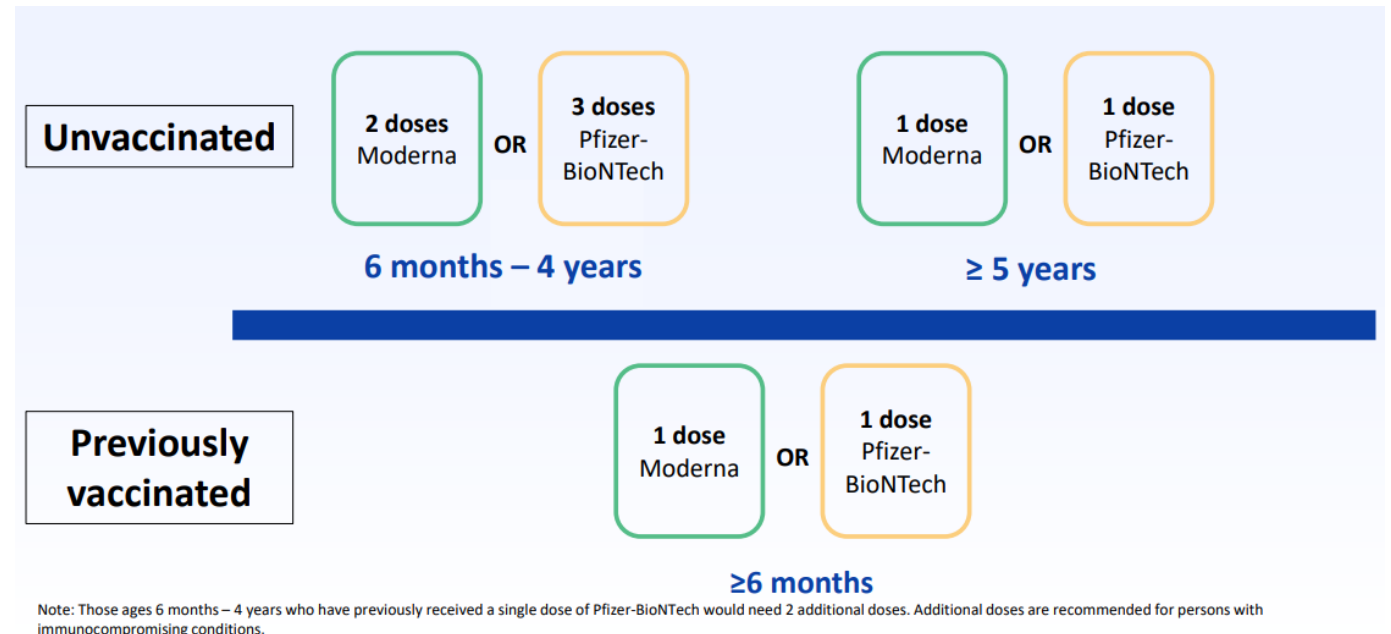 Unvaccinated
2 doses
Moderna
OR
3 doses
Pfizer-
BioNTech
1 dose
Moderna
OR
1 dose
Pfizer-
BioNTech
6 months – 4 years
≥ 5 years
Previously
vaccinated
1 dose
Moderna
OR
1 dose
Pfizer-
BioNTech
≥6 months
Note: Those ages 6 months – 4 years who have previously received a single dose of Pfizer-BioNTech would need 2 additional doses. Additional doses are recommended for persons with
immunocompromising conditions.